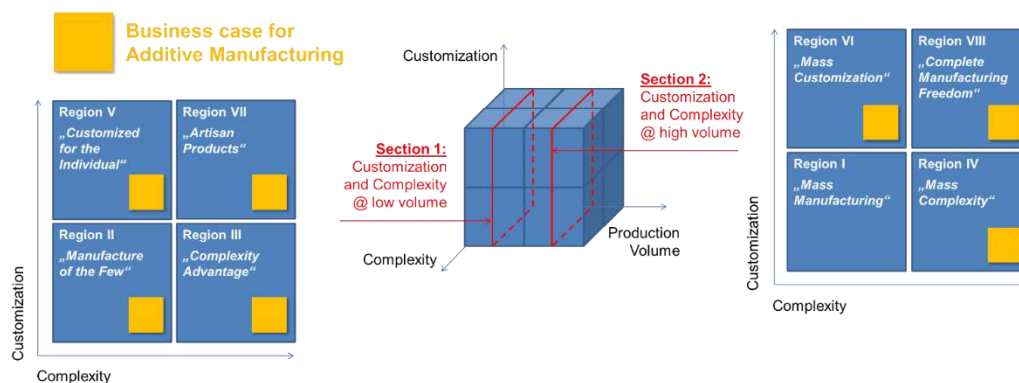 Business case for
Additive Manufacturing
Region V
„Customized
for the
Individual“
Region VII
„Artisan
Products“
Region II
„Manufacture
of the Few“
Region III
„Complexity
Advantage“
Customization
Complexity
Customization
Section 1:
Customization
and Complexity
@ low volume
Section 2:
Customization
and Complexity
@ high volume
Production
Volume
Complexity
Region VI
„Mass
Customization“
Region VIII
„Complete
Manufacturing
Freedom“
Region I
„Mass
Manufacturing“
Region IV
„Mass
Complexity“
Customization
Complexity